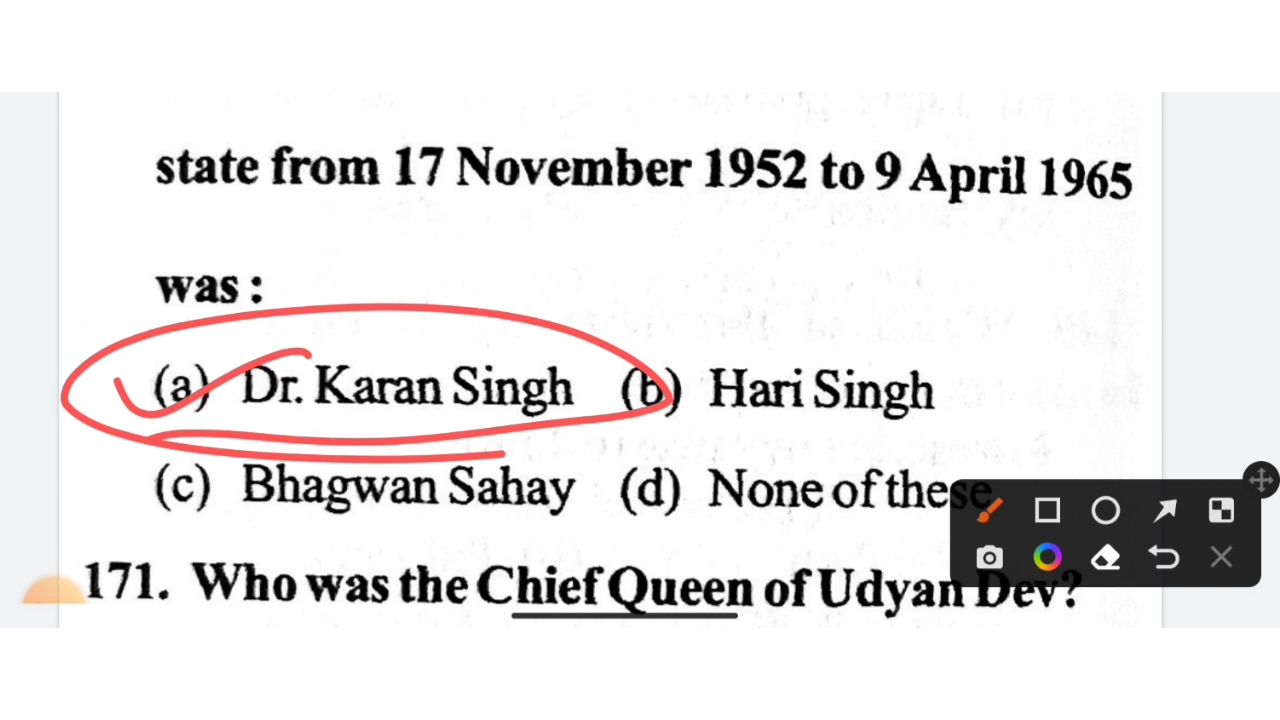 state from 17 November 1952 to 9 April 1965
was :
(a) Dr. Karan Singh (b) Hari Singh
(c) Bhagwan Sahay (d) None of these
171. Who was the Chief Queen of Udyan Dev?